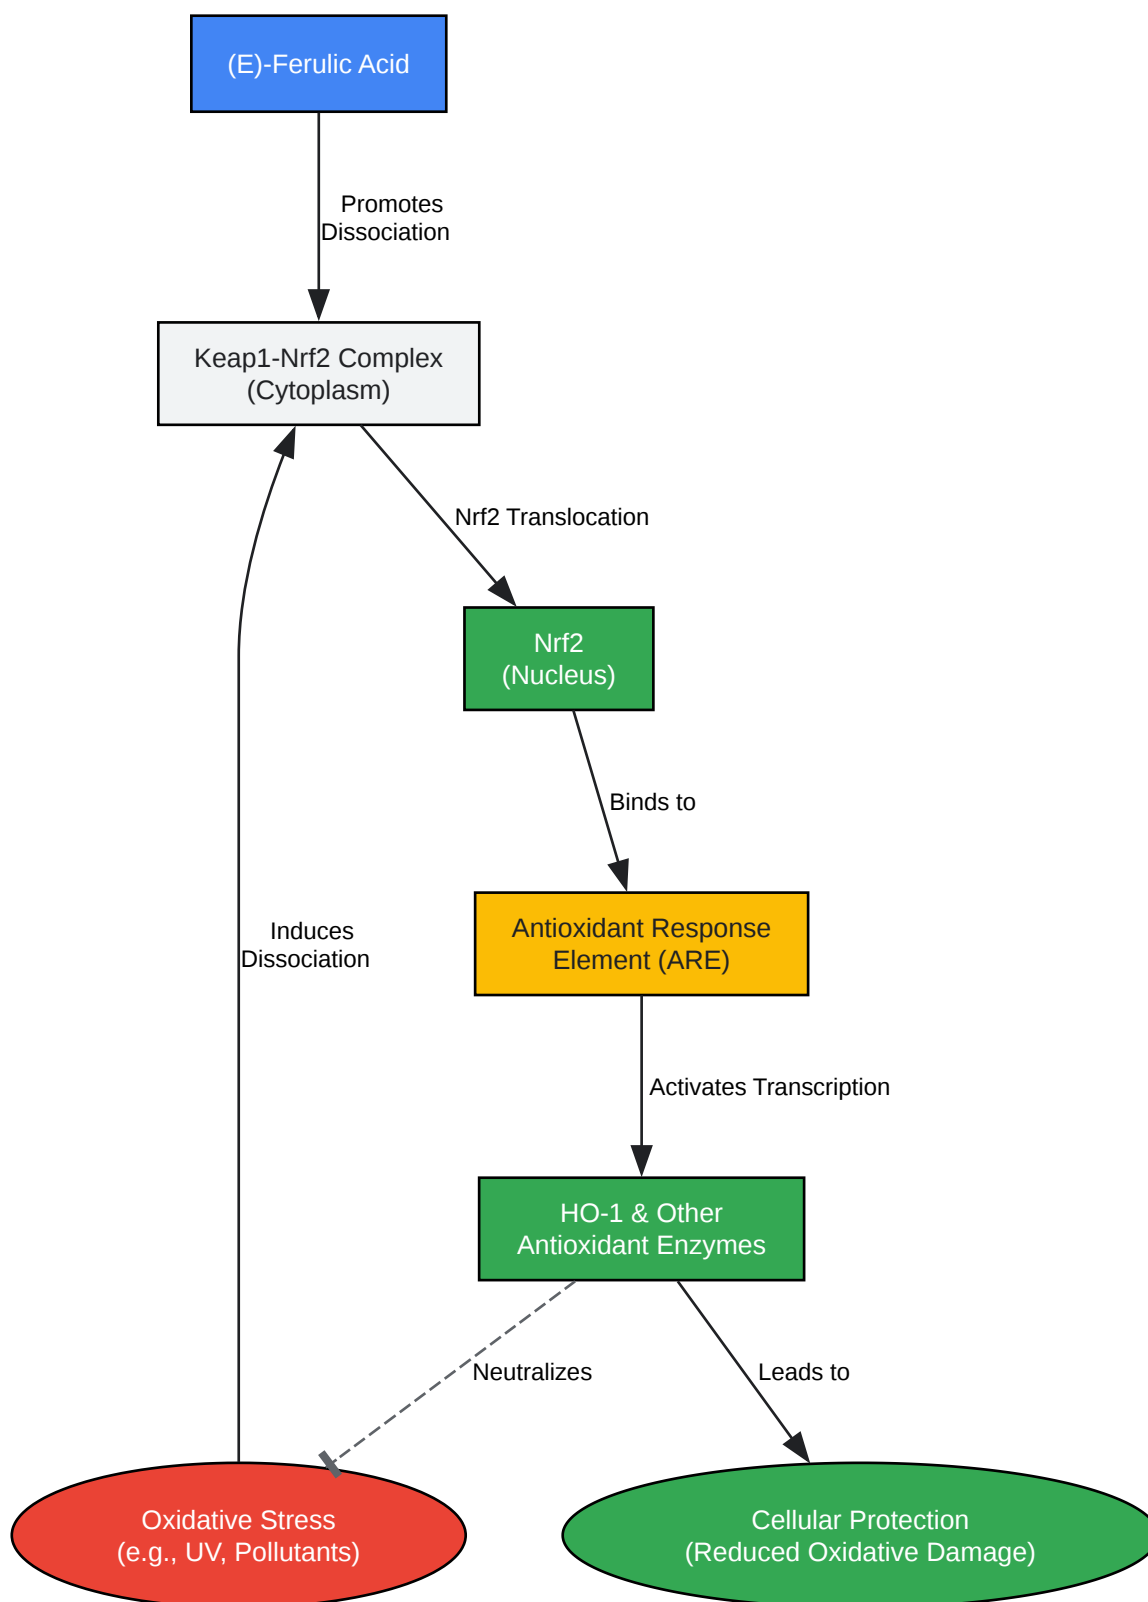 (E)-Ferulic Acid
Promotes
Dissociation
Keap1-Nrf2 Complex
(Cytoplasm)
Nrf2 Translocation
Nrf2
(Nucleus)
Binds to
Antioxidant Response
Element (ARE)
Induces
Dissociation
Activates Transcription
HO-1 & Other
Antioxidant Enzymes
Neutralizes
Leads to
Oxidative Stress
(e.g., UV, Pollutants)
Cellular Protection
(Reduced Oxidative Damage)